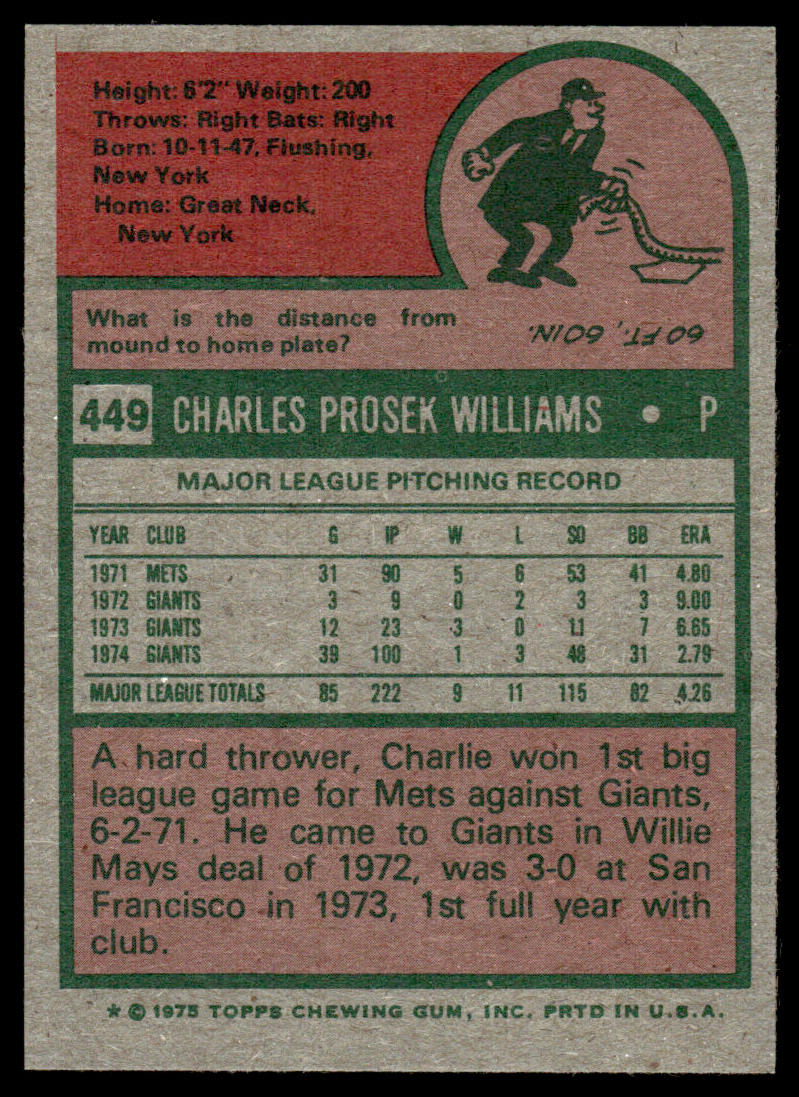 Height: 6'2" Weight: 200
Throws: Right Bats: Right
Born: 10-11-47, Flushing,
New York
Home: Great Neck,
New York
What is the distance from
mound to home plate?
60 FT., 60 IN.
449 CHARLES PROSEK WILLIAMS • P
MAJOR LEAGUE PITCHING RECORD
YEAR CLUB G IP W L SO BB ERA
1971 METS 31 90 5 6 53 41 4.80
1972 GIANTS 3 9 0 2 3 3 9.00
1973 GIANTS 12 23 3 0 11 7 6.65
1974 GIANTS 39 100 1 3 48 31 2.79
MAJOR LEAGUE TOTALS 85 222 9 11 115 82 4.26
A hard thrower, Charlie won 1st big
league game for Mets against Giants,
6-2-71. He came to Giants in Willie
Mays deal of 1972, was 3-0 at San
Francisco in 1973, 1st full year with
club.
* © 1975 TOPPS CHEWING GUM, INC. PRTD IN U.S.A.